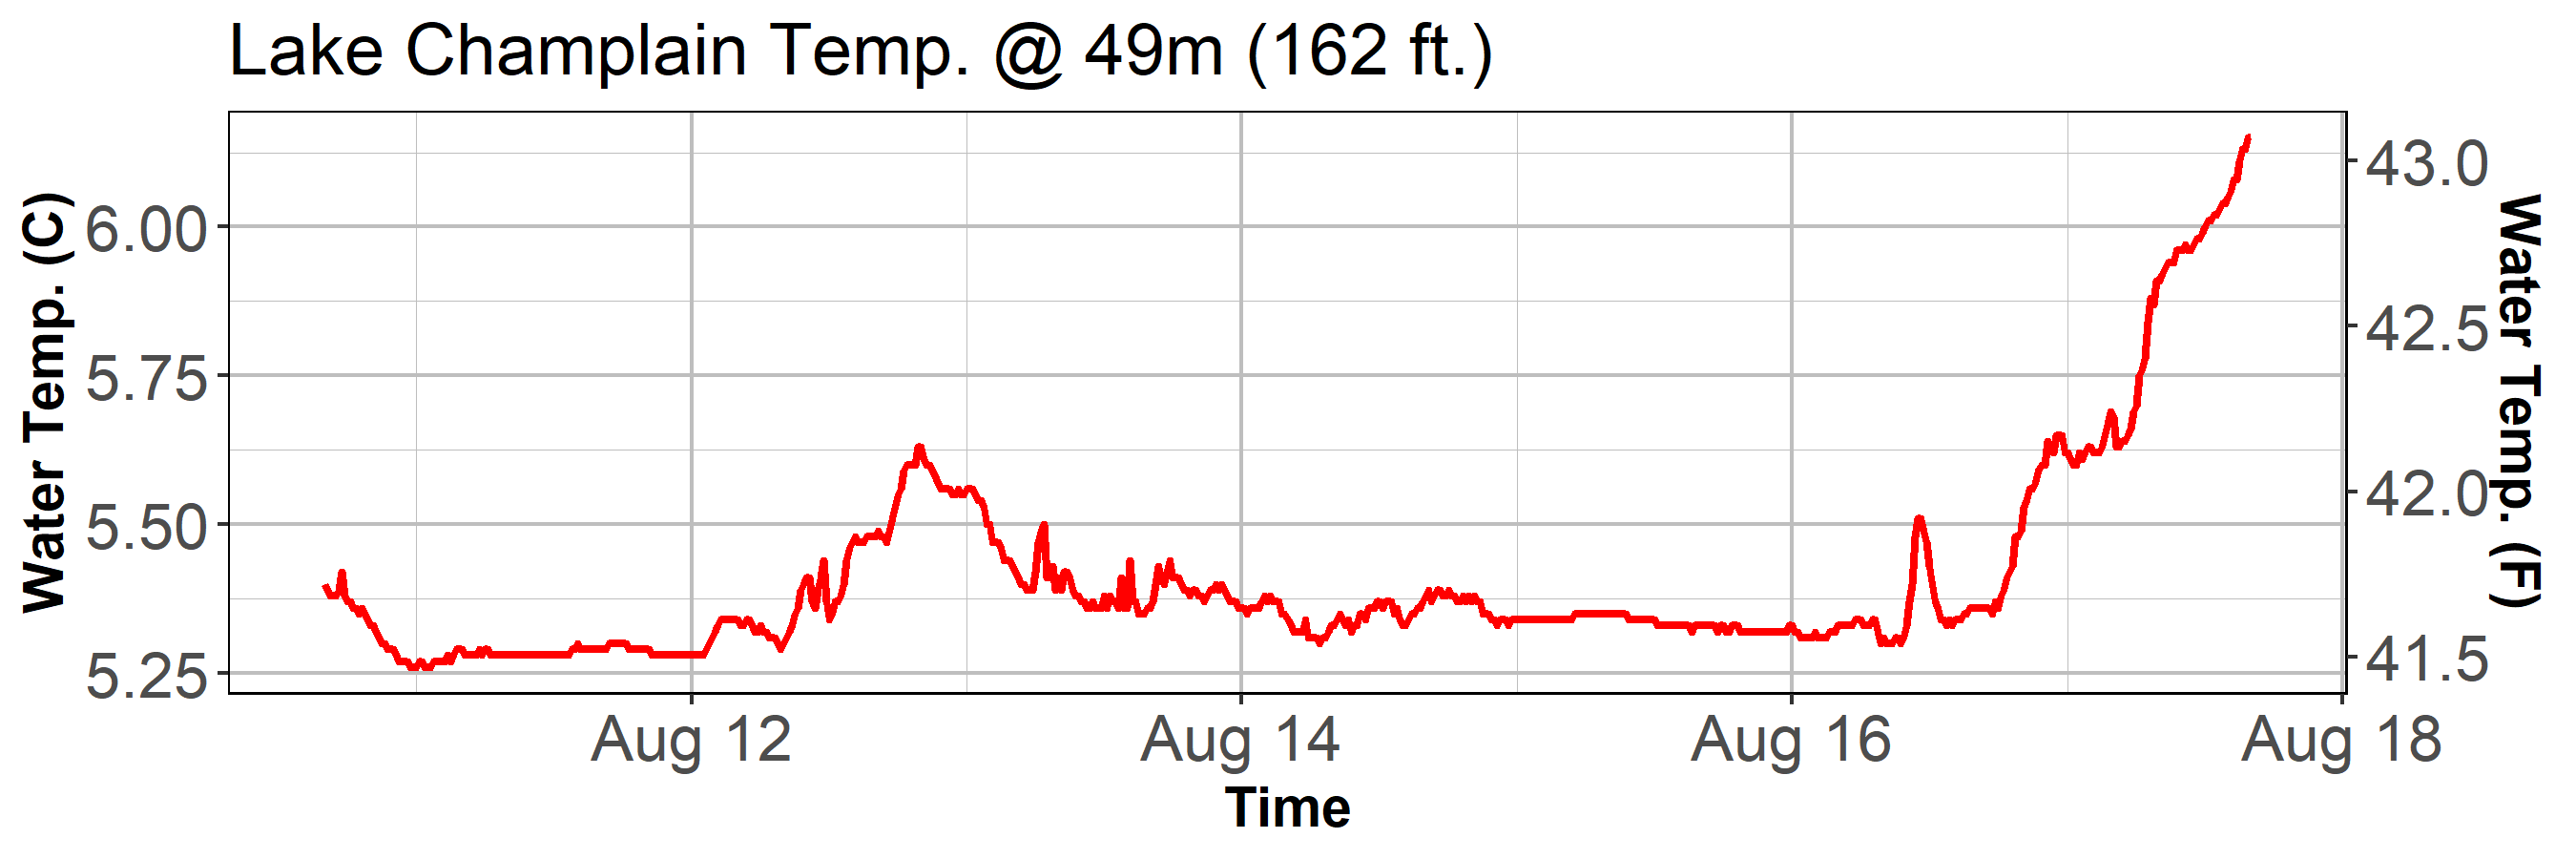 Lake Champlain Temp. @ 49m (162 ft.)
Water Temp. (C)
6.00
5.75
5.50
5.25
43.0
42.5
42.0
41.5
Water Temp. (F)
Aug 12
Aug 14
Aug 16
Aug 18
Time